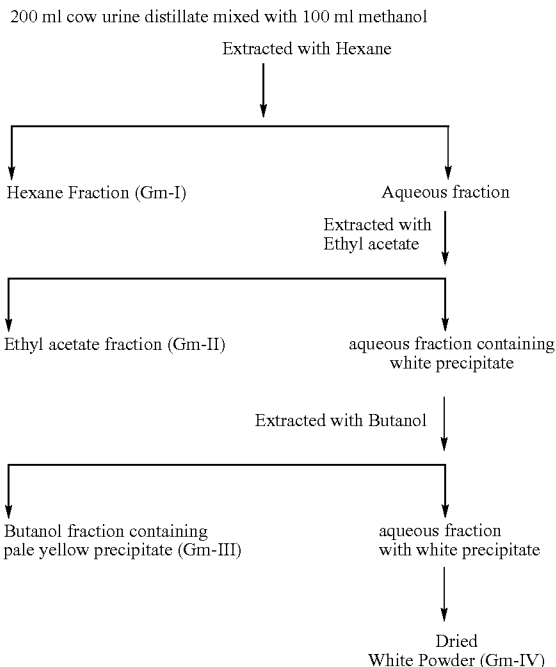 200 ml cow urine distillate mixed with 100 ml methanol
Extracted with Hexane
Hexane Fraction (Gm-I)
Aqueous fraction
Extracted with
Ethyl acetate
Ethyl acetate fraction (Gm-II)
aqueous fraction containing
white precipitate
Extracted with Butanol
Butanol fraction containing
pale yellow precipitate (Gm-III)
aqueous fraction
with white precipitate
Dried
White Powder (Gm-IV)